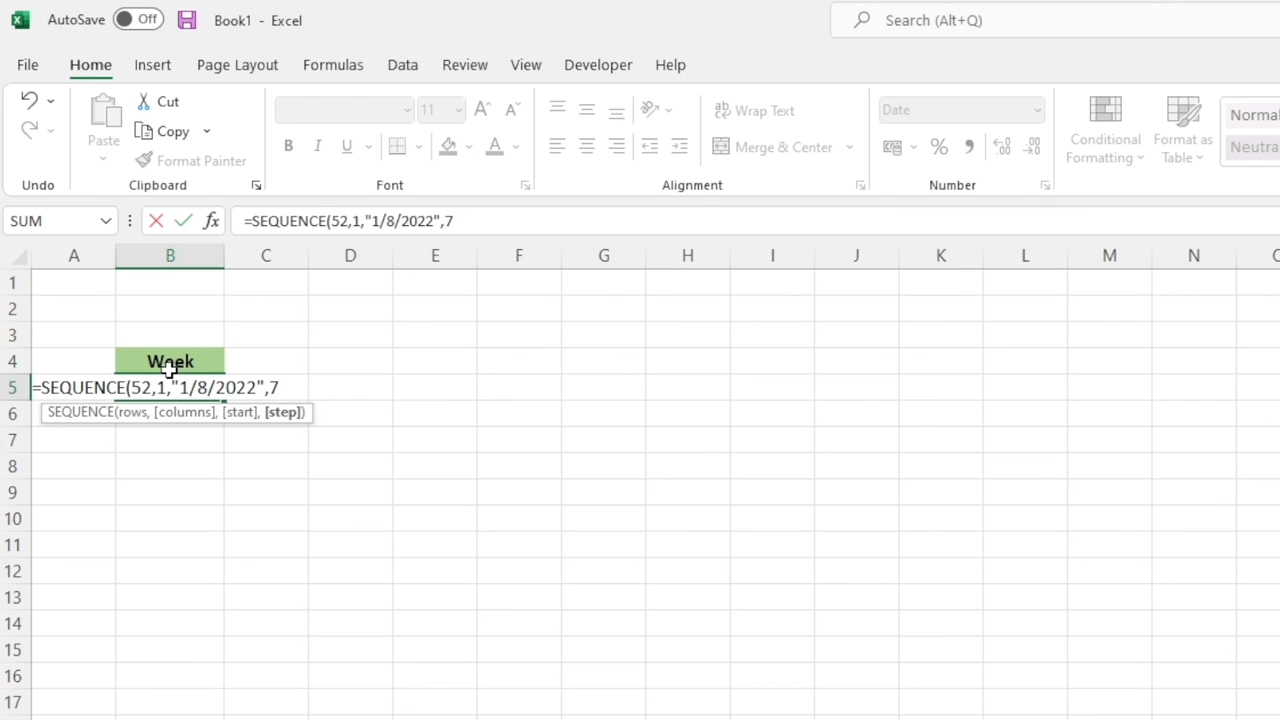 AutoSave Off Book1 - Excel Search (Alt+Q)
File Home Insert Page Layout Formulas Data Review View Developer Help
Cut
Copy
Format Painter
Paste
11
Wrap Text
Merge & Center
Date
Conditional
Formatting
Format as
Table
Normal
Neutra
Undo Clipboard Font Alignment Number
SUM fx =SEQUENCE(52,1,"1/8/2022",7
A B C D E F G H I J K L M N
1
2
3
4 Week
5 =SEQUENCE(52,1,"1/8/2022",7
6 SEQUENCE(rows, [columns], [start], [step])
7
8
9
10
11
12
13
14
15
16
17